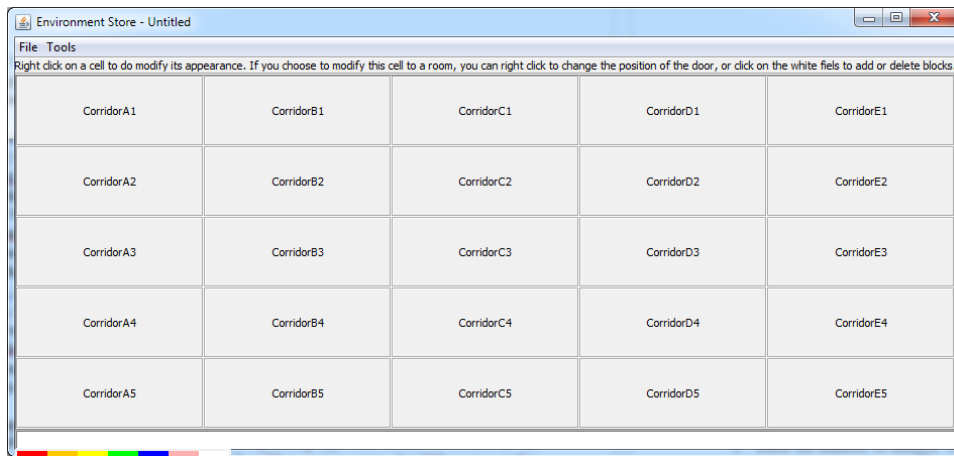 Environment Store - Untitled
File Tools
Right click on a cell to do modify its appearance. If you choose to modify this cell to a room, you can right click to change the position of the door, or click on the white fiels to add or delete blocks.
CorridorA1 CorridorB1 CorridorC1 CorridorD1 CorridorE1
CorridorA2 CorridorB2 CorridorC2 CorridorD2 CorridorE2
CorridorA3 CorridorB3 CorridorC3 CorridorD3 CorridorE3
CorridorA4 CorridorB4 CorridorC4 CorridorD4 CorridorE4
CorridorA5 CorridorB5 CorridorC5 CorridorD5 CorridorE5